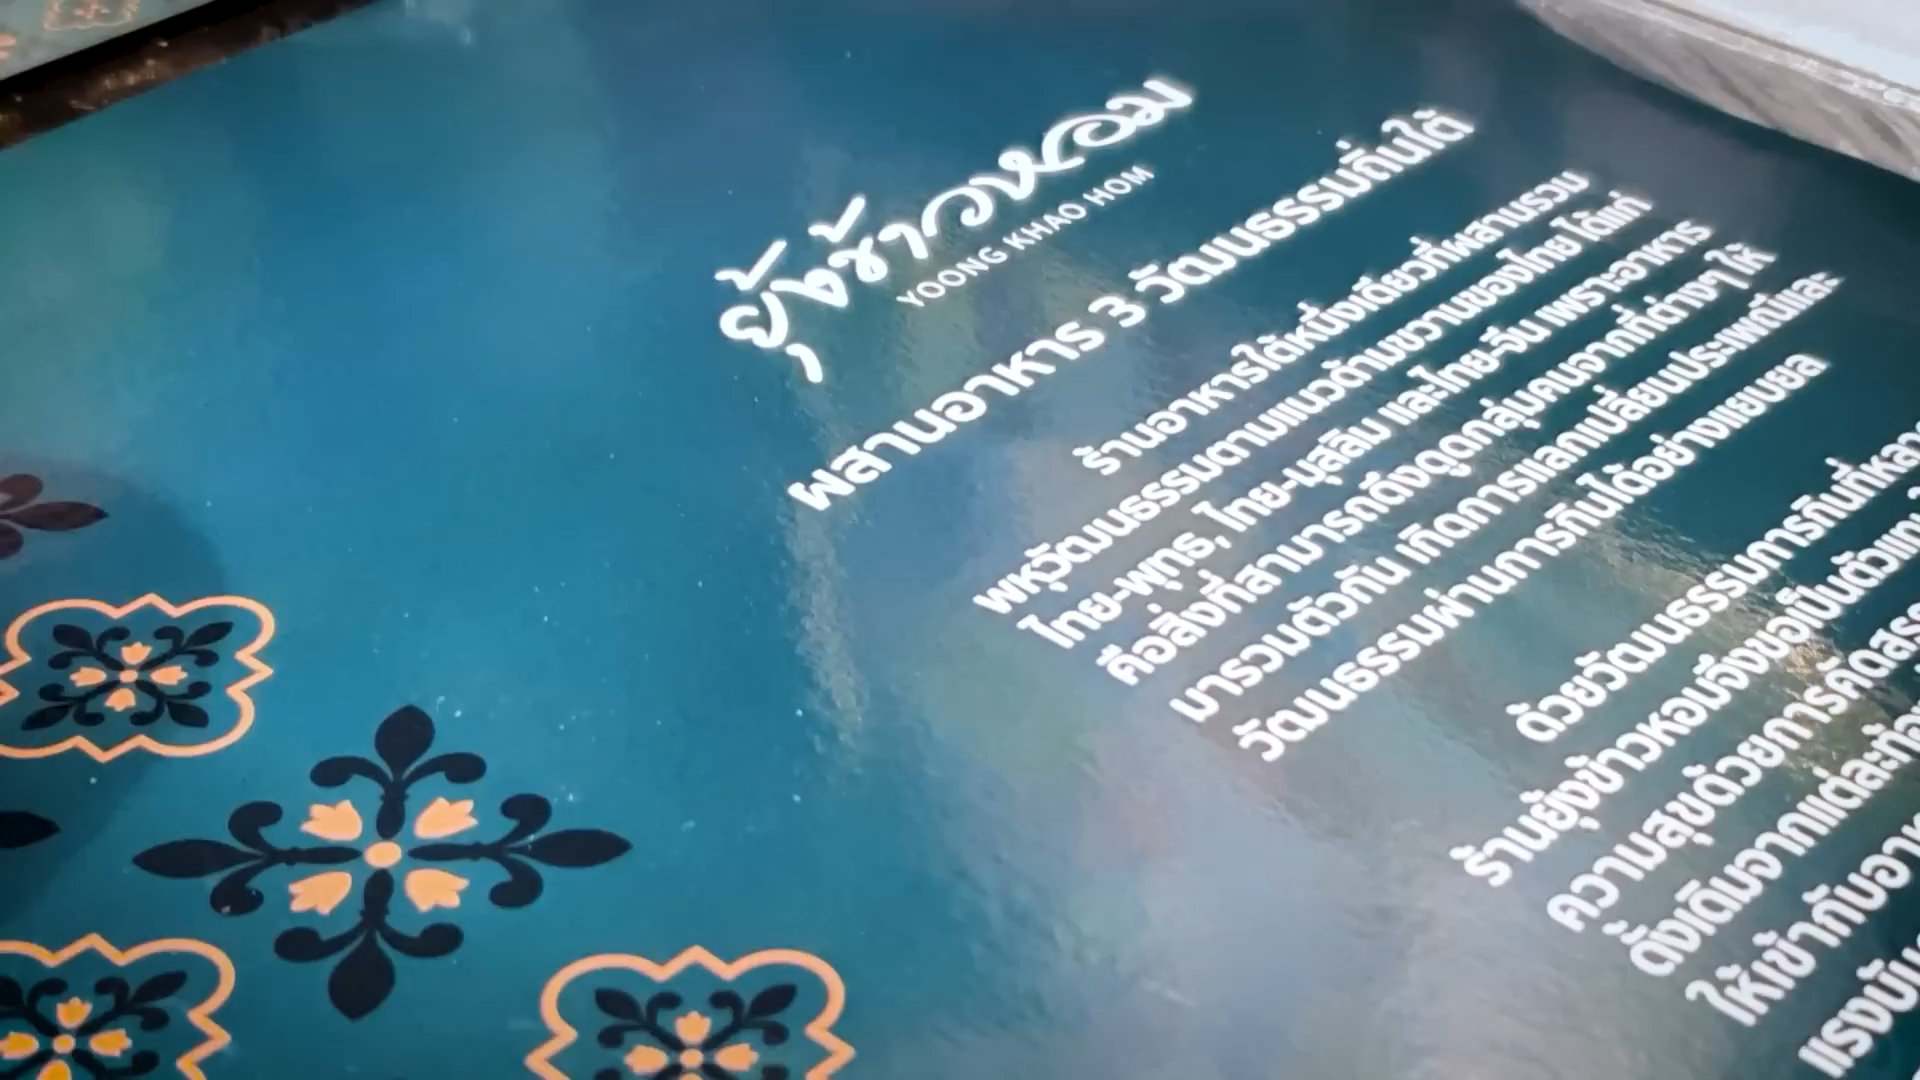 ยุ้งข้าวหอม
YOONG KHAO HOM
ผสานอาหาร 3 วัฒนธรรมถิ่นใต้
ร้านอาหารใต้หนึ่งเดียวที่ผสานรวม
พหุวัฒนธรรมตามแนวด้ามขวานของไทย ได้แก่
ไทย-พุทธ, ไทย-มุสลิม และไทย-จีน เพราะอาหาร
คือสิ่งที่สามารถดึงดูดกลุ่มคนจากที่ต่างๆ ให้
มารวมตัวกัน เกิดการแลกเปลี่ยนประเพณีและ
วัฒนธรรมผ่านการกินได้อย่างแยบยล
ด้วยวัฒนธรรมการกินที่หลาก
ร้านยุ้งข้าวหอมจึงขอเป็นตัวแทน
ความสุขด้วยการคัดสรร
ดั้งเดิมจากแต่ละท้อง
ให้เข้ากับอาหา